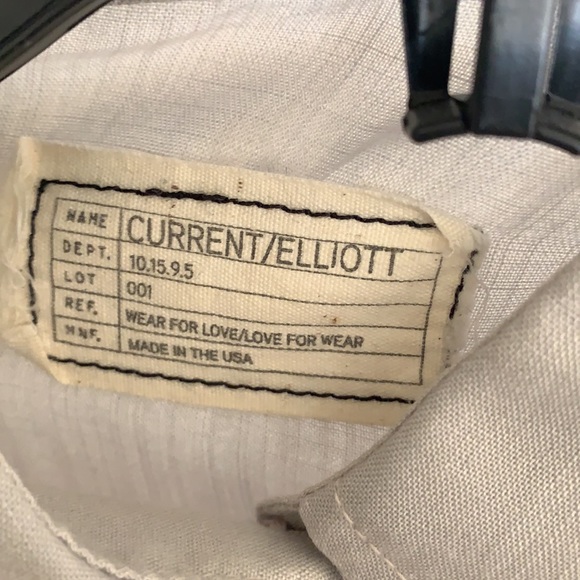 NAME CURRENT/ELLIOTT
DEPT. 10.15.9.5
LOT 001
REF. WEAR FOR LOVE/LOVE FOR WEAR
MNF. MADE IN THE USA